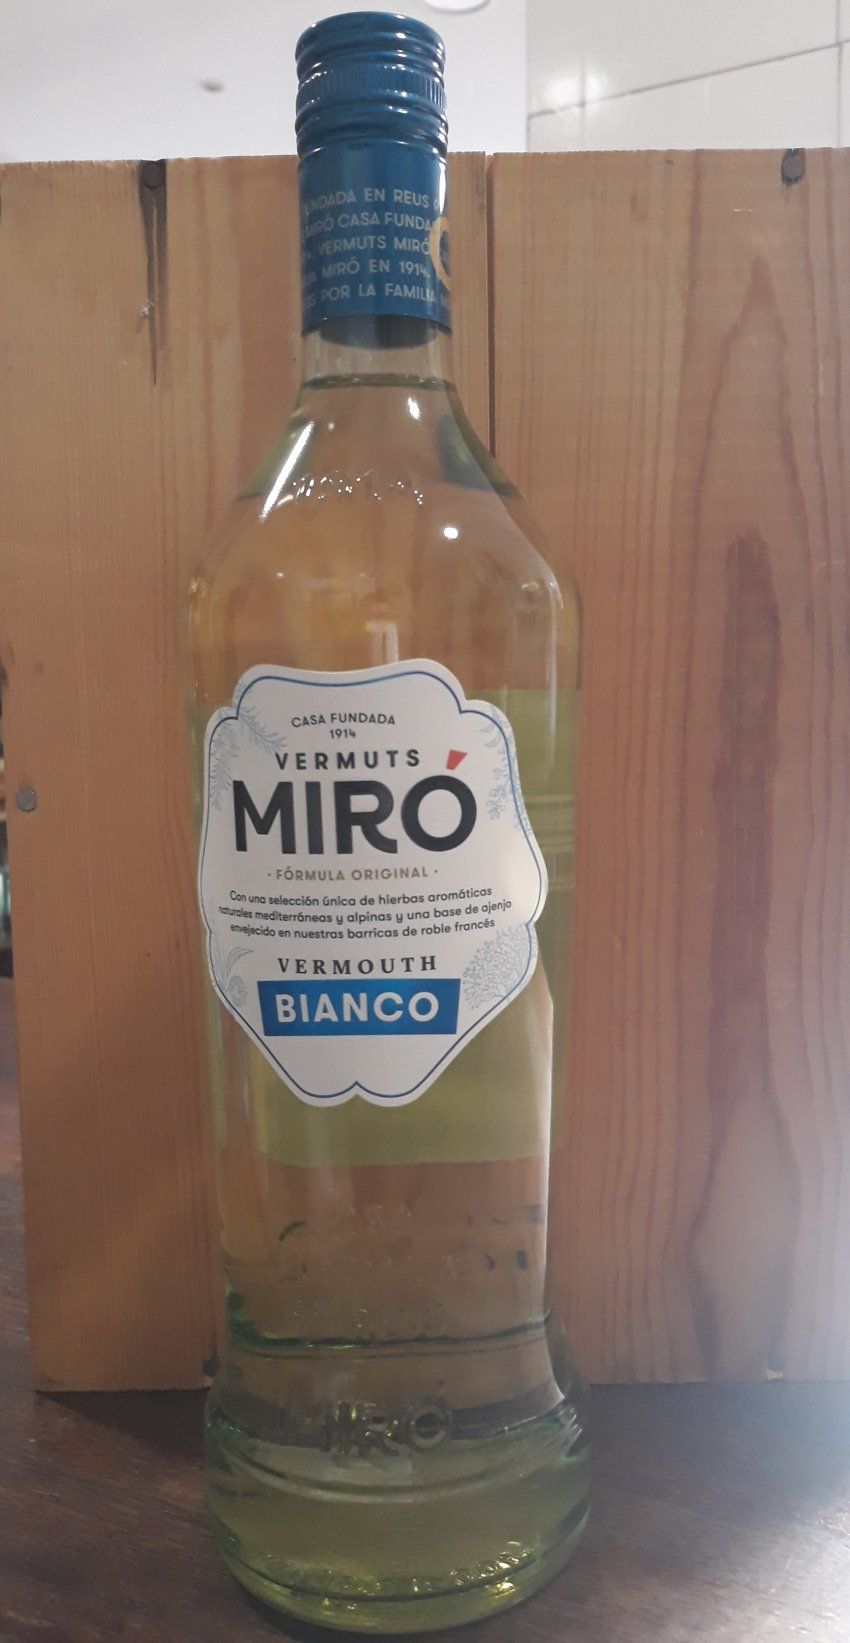 FUNDADA EN REUS P
MIRÓ CASA FUNDA
VERMUTS MIRÓ
MIRÓ EN 1914.
POR LA FAMILIA
CASA FUNDADA
1914
VERMUTS
MIRÓ
· FÓRMULA ORIGINAL ·
Con una selección única de hierbas aromáticas
naturales mediterráneas y alpinas y una base de ajenjo
envejecido en nuestras barricas de roble francés
VERMOUTH
BIANCO
MIRÓ